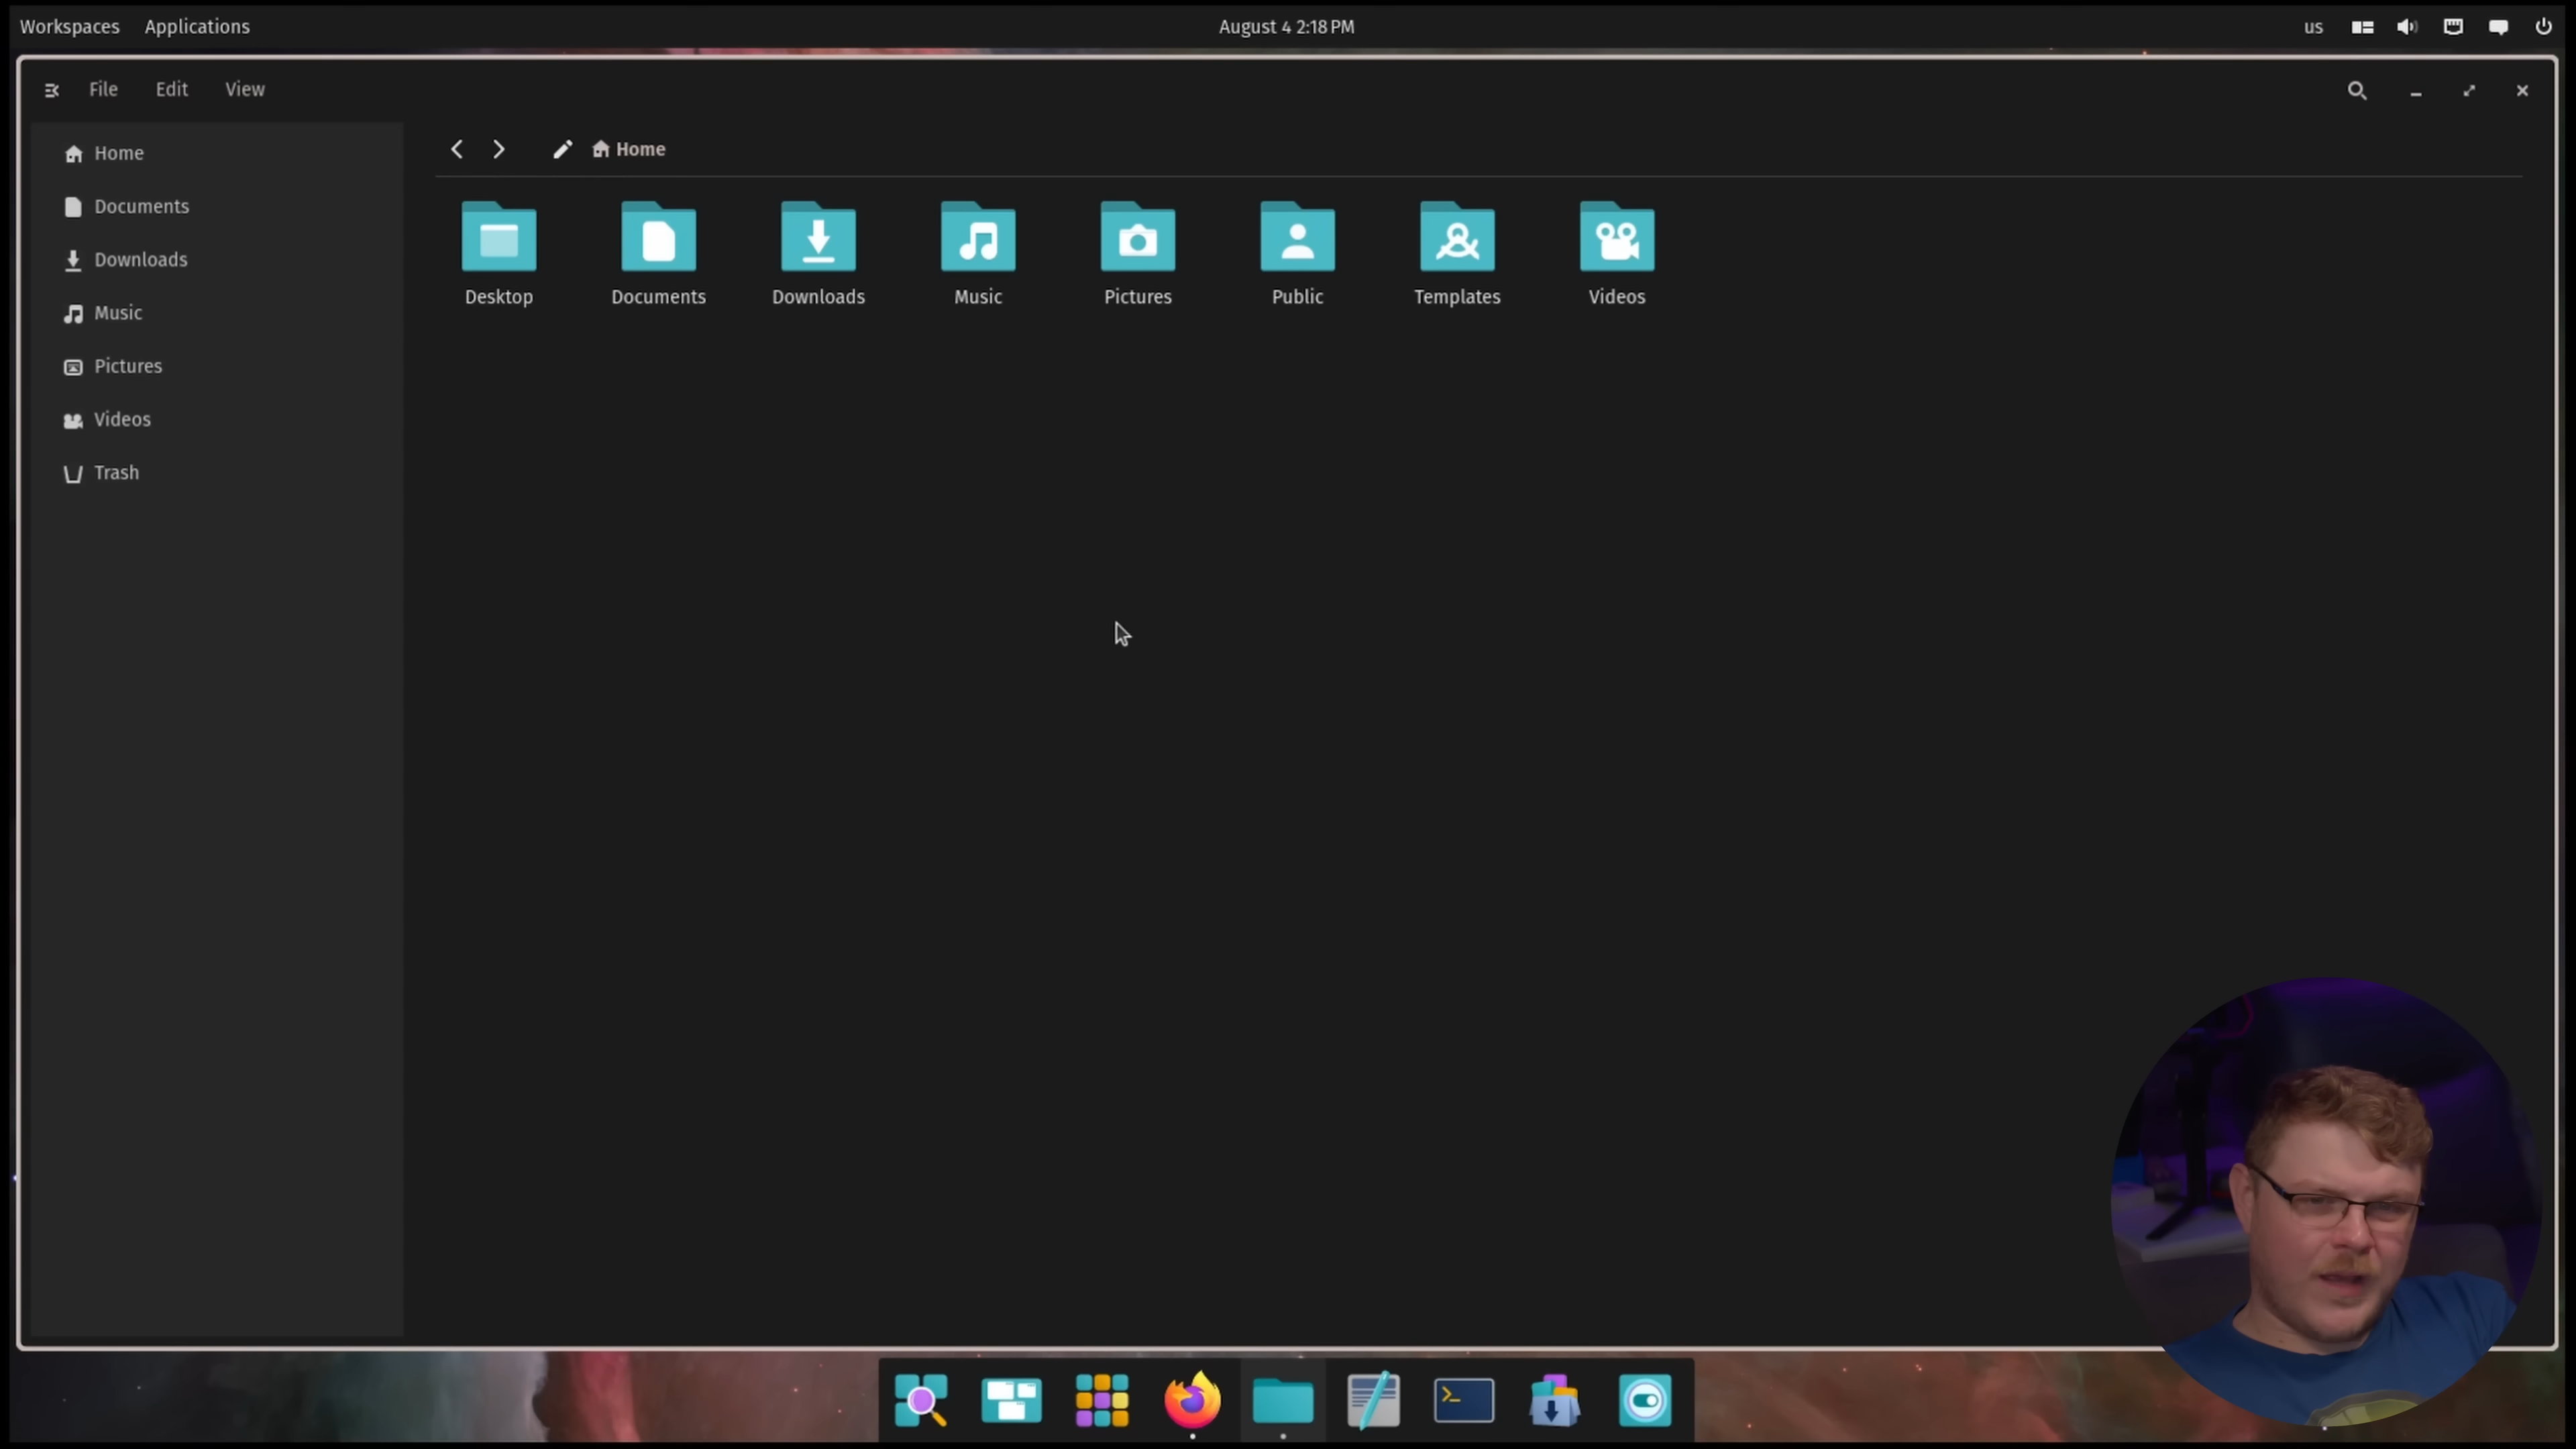 Workspaces Applications August 4 2:18 PM us
File Edit View
Home
Documents
Downloads
Music
Pictures
Videos
Trash
Home
Desktop Documents Downloads Music Pictures Public Templates Videos
>_